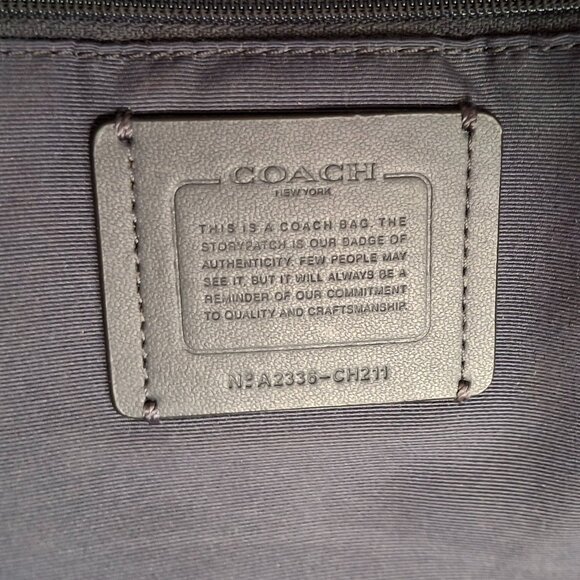 COACH
NEW YORK
THIS IS A COACH BAG. THE
STORYPATCH IS OUR BADGE OF
AUTHENTICITY. FEW PEOPLE MAY
SEE IT, BUT IT WILL ALWAYS BE A
REMINDER OF OUR COMMITMENT
TO QUALITY AND CRAFTSMANSHIP.
Nº A2336-CH211